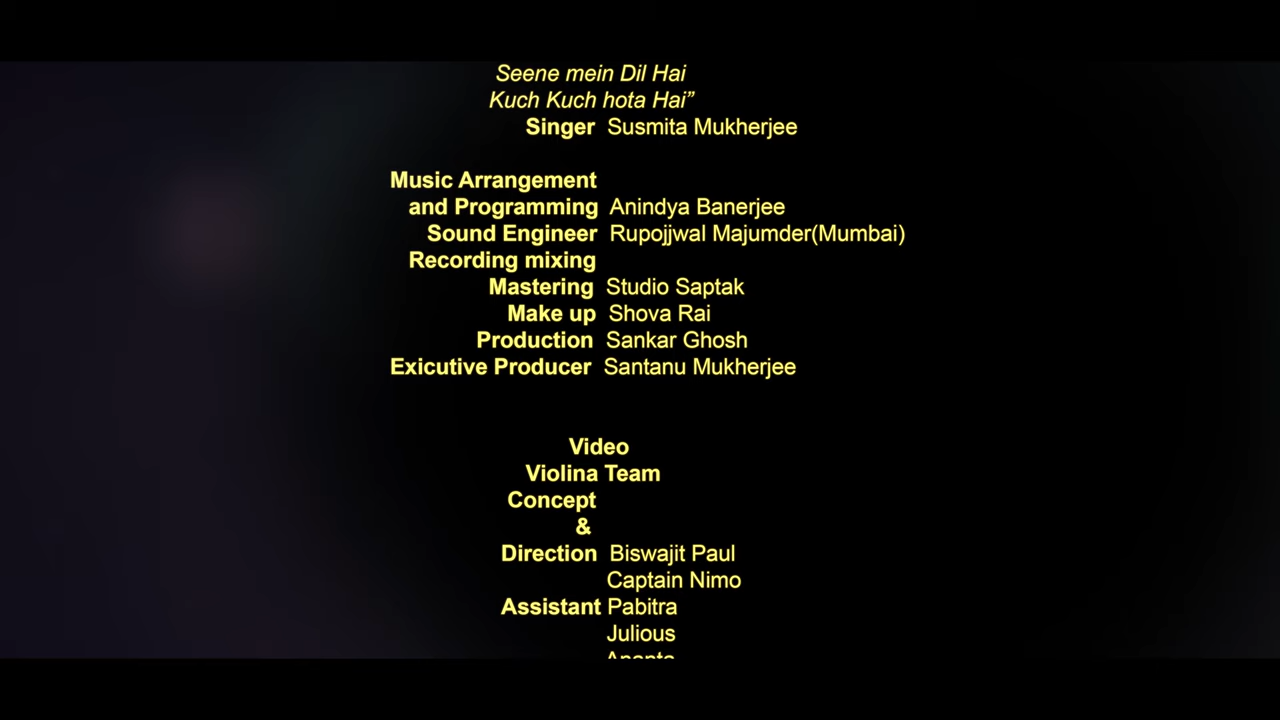 Seene mein Dil Hai
Kuch Kuch hota Hai”
Singer Susmita Mukherjee
Music Arrangement
and Programming Anindya Banerjee
Sound Engineer Rupojjwal Majumder(Mumbai)
Recording mixing
Mastering Studio Saptak
Make up Shova Rai
Production Sankar Ghosh
Exicutive Producer Santanu Mukherjee
Video
Violina Team
Concept
&
Direction Biswajit Paul
Captain Nimo
Assistant Pabitra
Julious